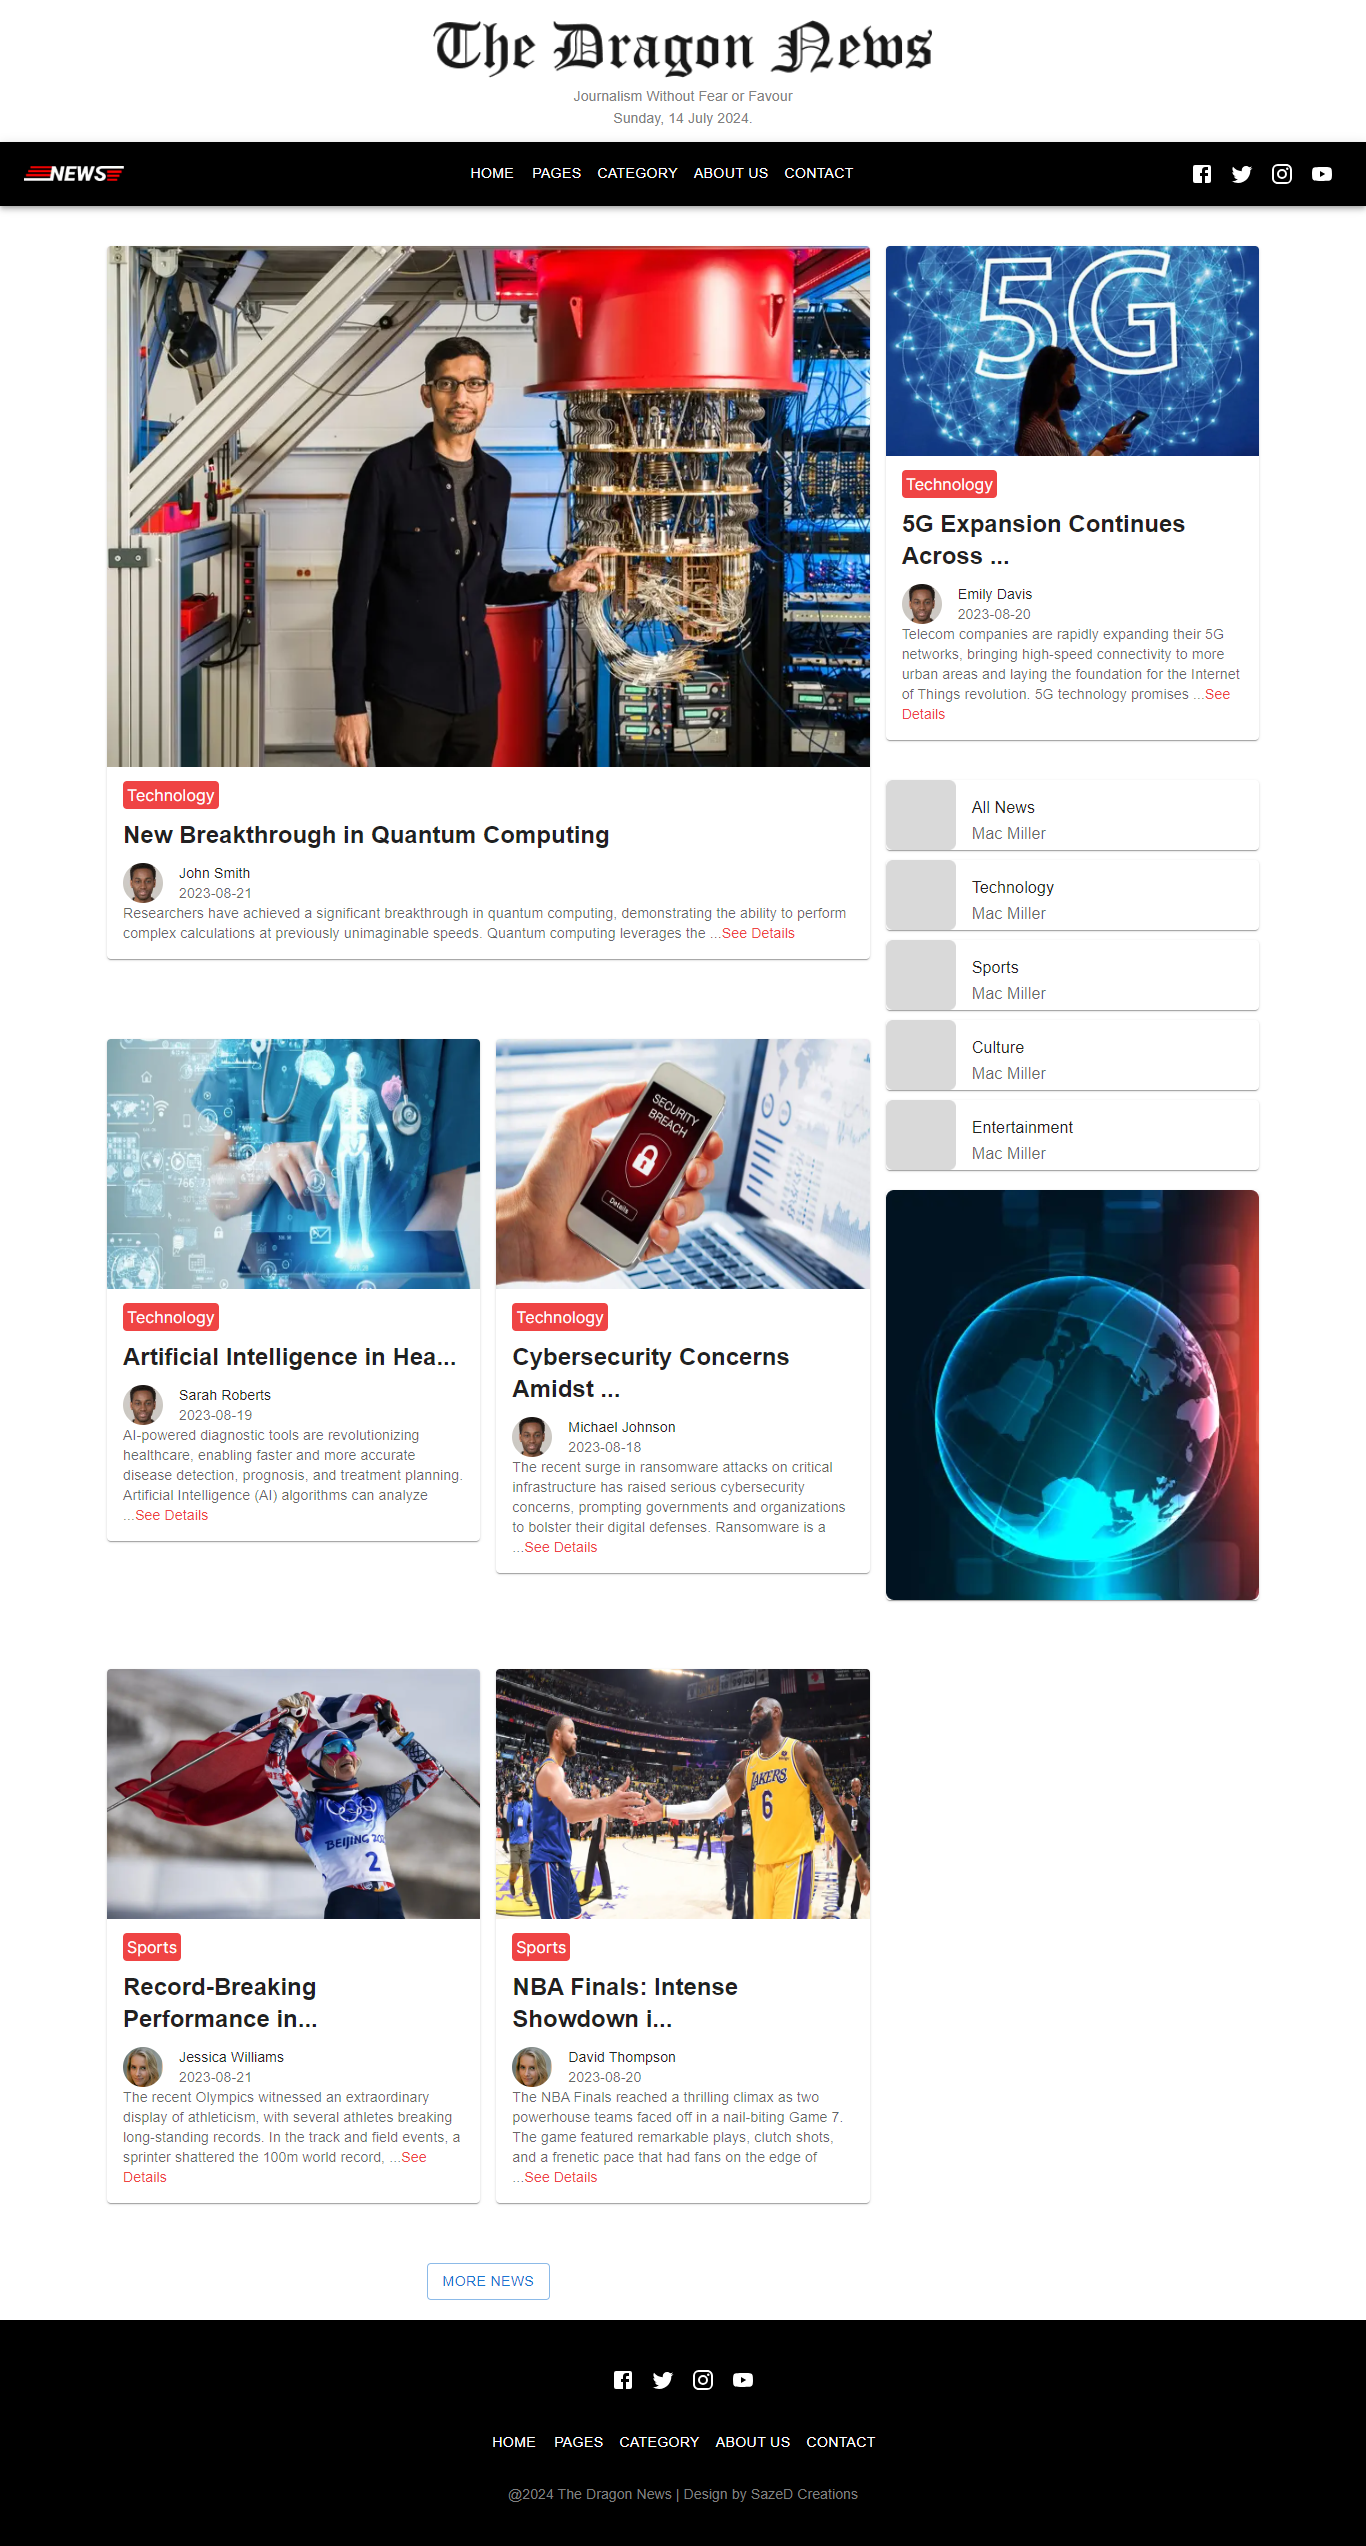 The Dragon News
Journalism Without Fear or Favour
Sunday, 14 July 2024.
NEWS
HOME PAGES CATEGORY ABOUT US CONTACT
Technology
New Breakthrough in Quantum Computing
John Smith
2023-08-21
Researchers have achieved a significant breakthrough in quantum computing, demonstrating the ability to perform
complex calculations at previously unimaginable speeds. Quantum computing leverages the ...See Details
5G
Technology
5G Expansion Continues
Across ...
Emily Davis
2023-08-20
Telecom companies are rapidly expanding their 5G
networks, bringing high-speed connectivity to more
urban areas and laying the foundation for the Internet
of Things revolution. 5G technology promises ...See
Details
All News
Mac Miller
Technology
Mac Miller
Sports
Mac Miller
Culture
Mac Miller
Entertainment
Mac Miller
Technology
Artificial Intelligence in Hea...
Sarah Roberts
2023-08-19
AI-powered diagnostic tools are revolutionizing
healthcare, enabling faster and more accurate
disease detection, prognosis, and treatment planning.
Artificial Intelligence (AI) algorithms can analyze
...See Details
SECURITY
BREACH
Details
Technology
Cybersecurity Concerns
Amidst ...
Michael Johnson
2023-08-18
The recent surge in ransomware attacks on critical
infrastructure has raised serious cybersecurity
concerns, prompting governments and organizations
to bolster their digital defenses. Ransomware is a
...See Details
BEIJING
2
Sports
Record-Breaking
Performance in...
Jessica Williams
2023-08-21
The recent Olympics witnessed an extraordinary
display of athleticism, with several athletes breaking
long-standing records. In the track and field events, a
sprinter shattered the 100m world record, ...See
Details
LAKERS
6
Sports
NBA Finals: Intense
Showdown i...
David Thompson
2023-08-20
The NBA Finals reached a thrilling climax as two
powerhouse teams faced off in a nail-biting Game 7.
The game featured remarkable plays, clutch shots,
and a frenetic pace that had fans on the edge of
...See Details
MORE NEWS
HOME PAGES CATEGORY ABOUT US CONTACT
@2024 The Dragon News | Design by SazeD Creations